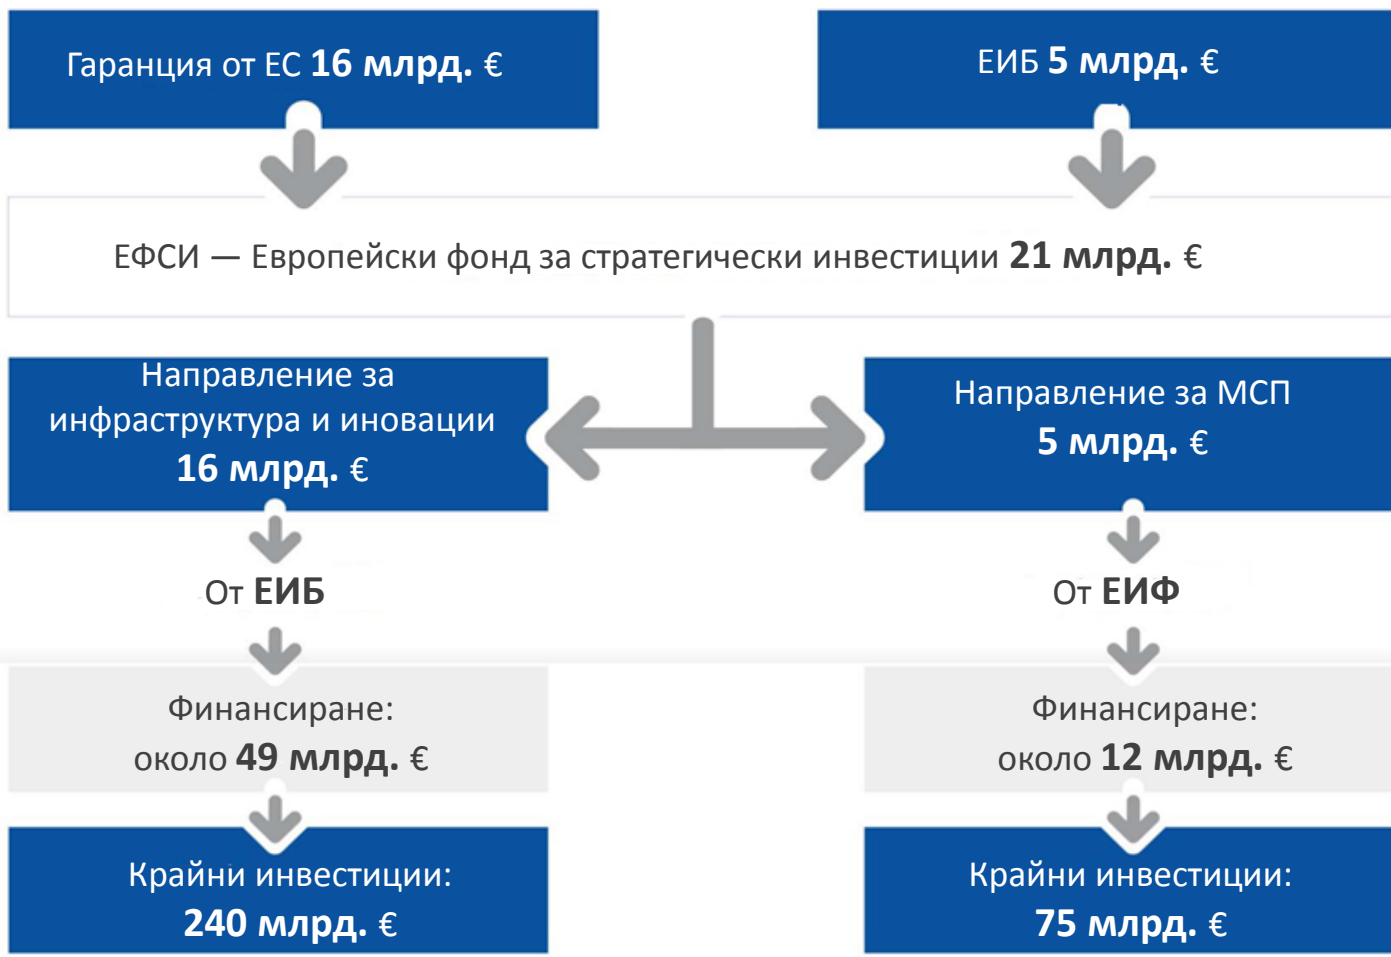 Гаранция от ЕС 16 млрд. €
ЕИБ 5 млрд. €
ЕФСИ — Европейски фонд за стратегически инвестиции 21 млрд. €
Направление за
инфраструктура и иновации
16 млрд. €
Направление за МСП
5 млрд. €
От ЕИБ
От ЕИФ
Финансиране:
около 49 млрд. €
Финансиране:
около 12 млрд. €
Крайни инвестиции:
240 млрд. €
Крайни инвестиции:
75 млрд. €